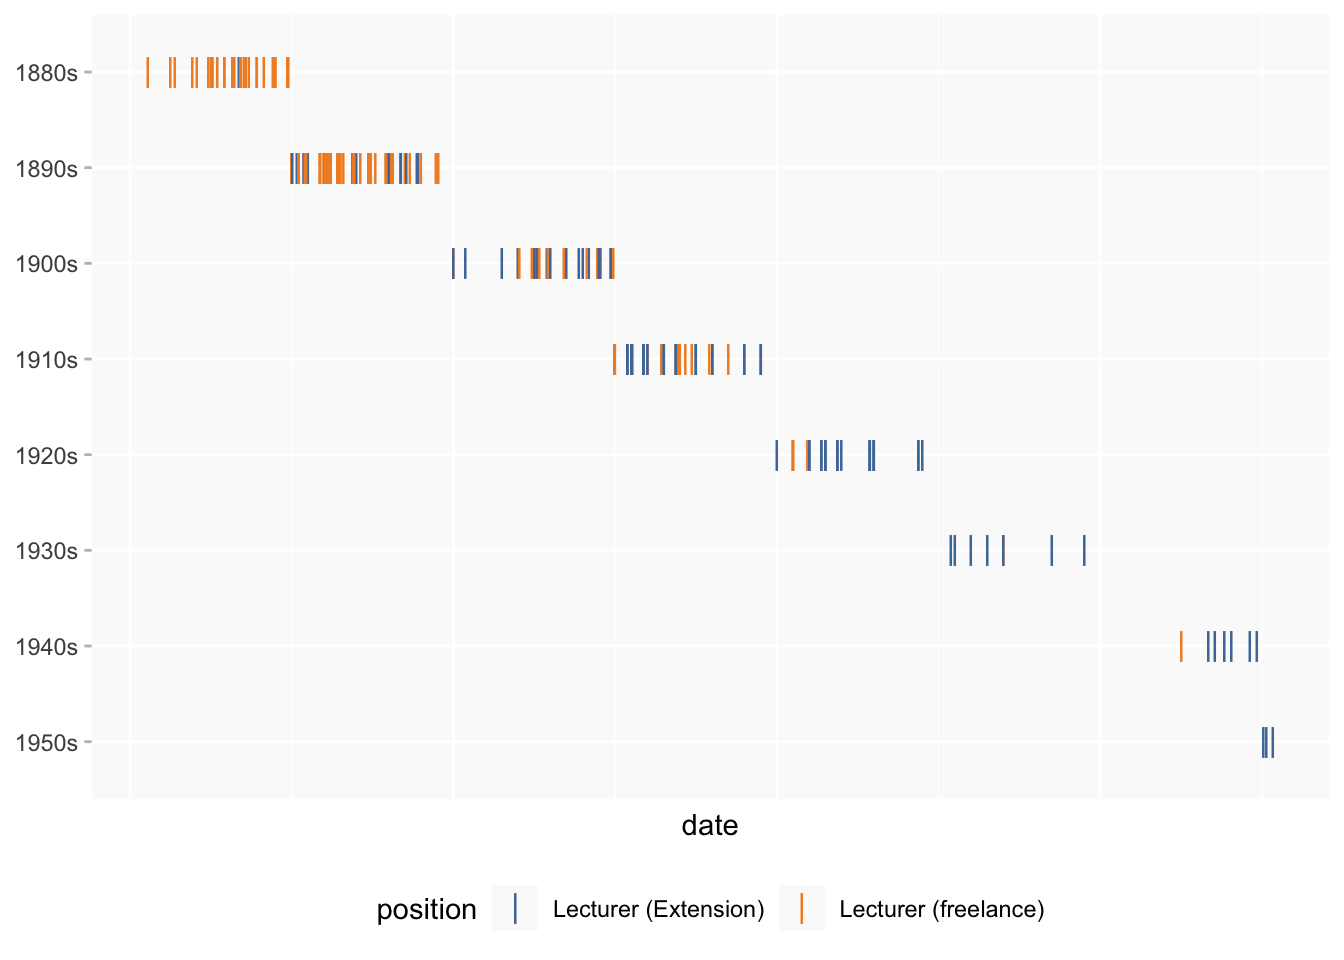 1880s
1890s
1900s
1910s
1920s
1930s
1940s
1950s
date
position Lecturer (Extension) Lecturer (freelance)